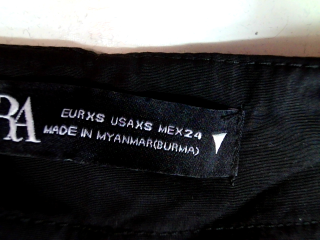 RA
EUR XS USA XS MEX 24
MADE IN MYANMAR(BURMA)